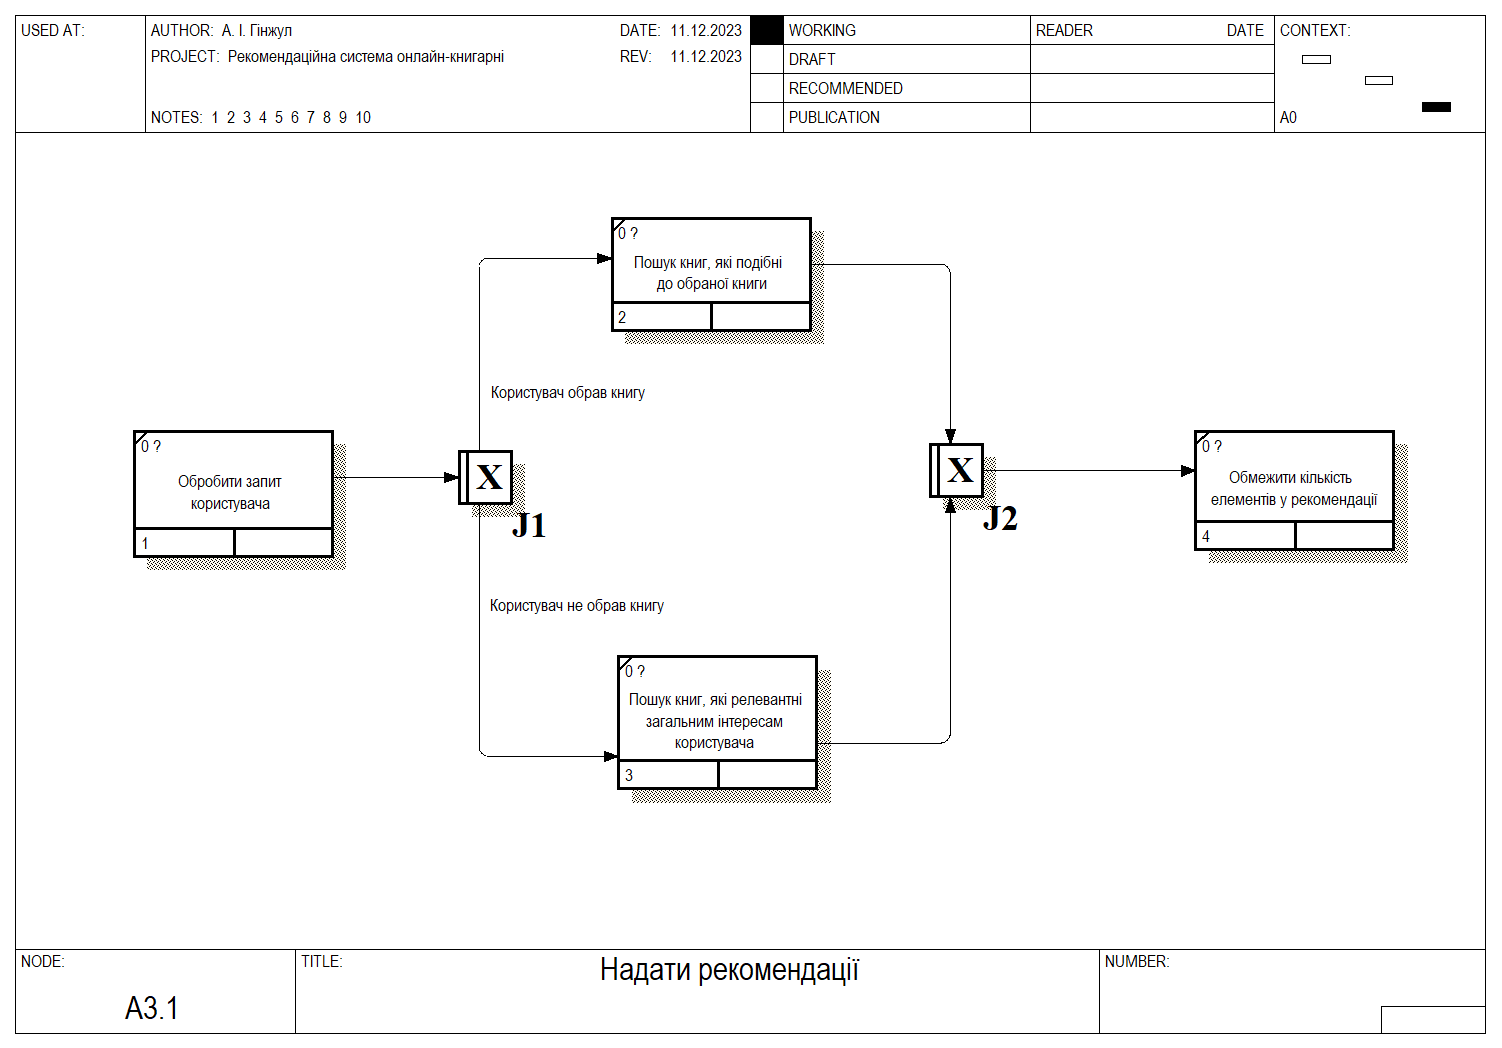 USED AT:
AUTHOR: А. І. Гінжул
DATE: 11.12.2023
PROJECT: Рекомендаційна система онлайн-книгарні
REV: 11.12.2023
NOTES: 1 2 3 4 5 6 7 8 9 10
WORKING
DRAFT
RECOMMENDED
PUBLICATION
READER
DATE
CONTEXT:
A0
0 ?
Пошук книг, які подібні
до обраної книги
2
Користувач обрав книгу
0 ?
Обробити запит
користувача
1
X
J1
X
J2
0 ?
Обмежити кількість
елементів у рекомендації
4
Користувач не обрав книгу
0 ?
Пошук книг, які релевантні
загальним інтересам
користувача
3
NODE:
A3.1
TITLE:
Надати рекомендації
NUMBER: